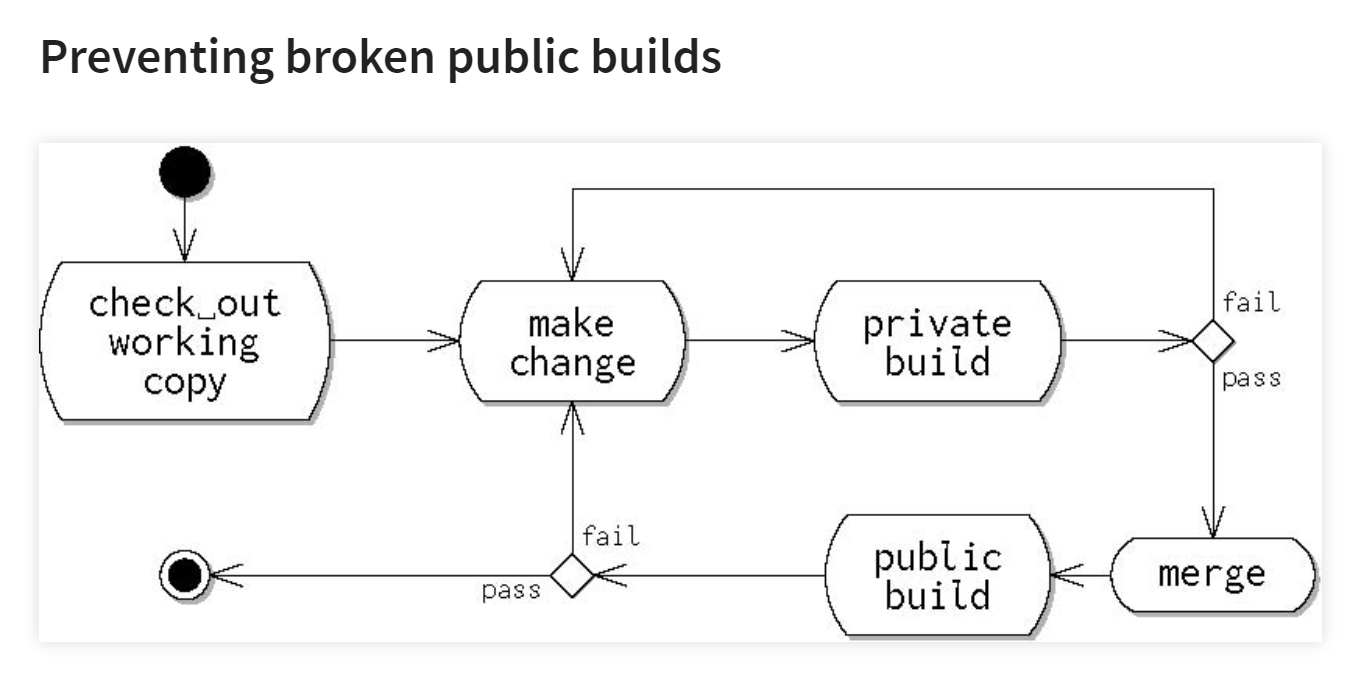 Preventing broken public builds
check␣out
working
copy
make
change
private
build
fail
pass
fail
pass
public
build
merge